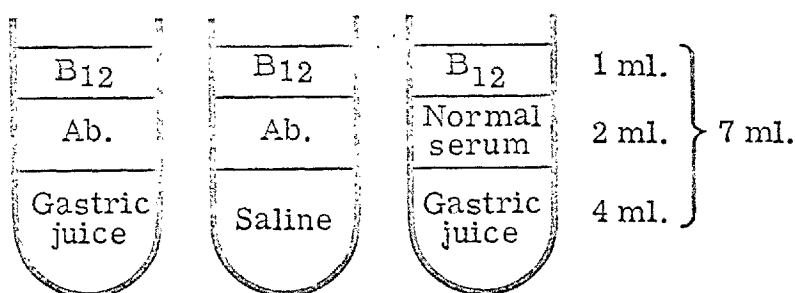 B12 B12 B12 1 ml.
Ab. Ab. Normal serum 2 ml. 7 ml.
Gastric juice Saline Gastric juice 4 ml.